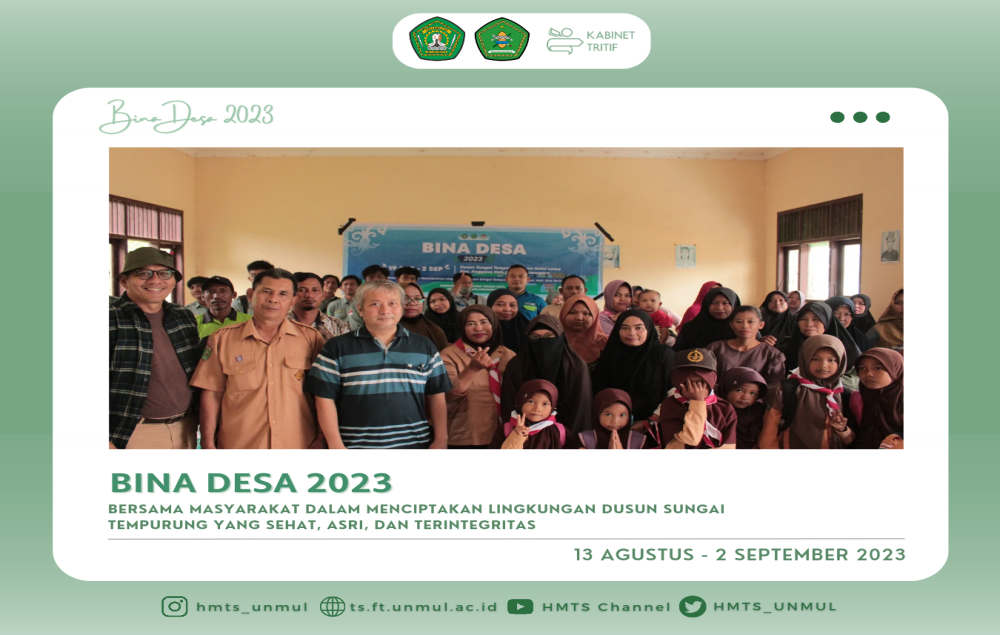 KABINET
TRITIF
Bina Desa 2023
BINA DESA
2023
2 SEP
BINA DESA 2023
BERSAMA MASYARAKAT DALAM MENCIPTAKAN LINGKUNGAN DUSUN SUNGAI
TEMPURUNG YANG SEHAT, ASRI, DAN TERINTEGRITAS
13 AGUSTUS - 2 SEPTEMBER 2023
hmts_unmul ts.ft.unmul.ac.id HMTS Channel HMTS_UNMUL